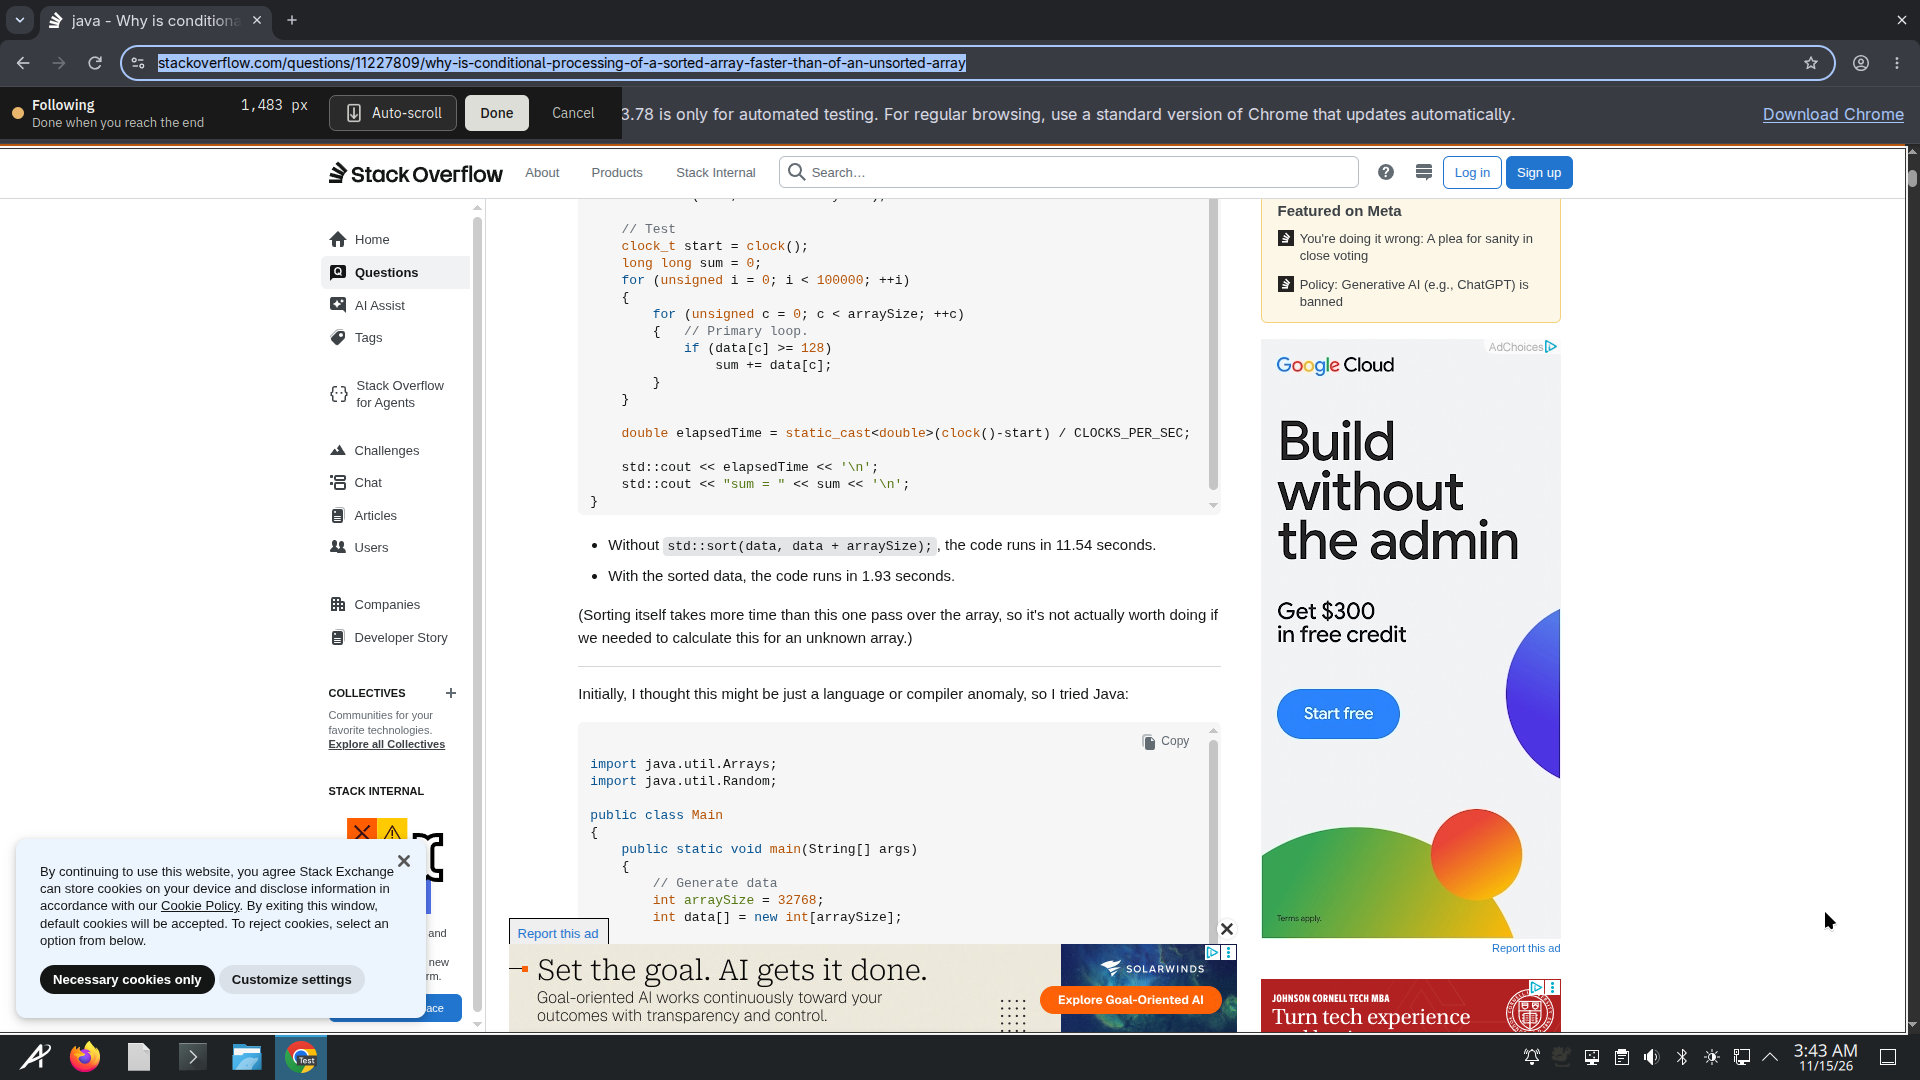 java - Why is conditiona
stackoverflow.com/questions/11227809/why-is-conditional-processing-of-a-sorted-array-faster-than-of-an-unsorted-array
Following
Done when you reach the end
1,483 px
Auto-scroll
Done
Cancel
3.78 is only for automated testing. For regular browsing, use a standard version of Chrome that updates automatically.
Download Chrome
Stack Overflow
About
Products
Stack Internal
Search…
Log in
Sign up
Home
Questions
AI Assist
Tags
Stack Overflow
for Agents
Challenges
Chat
Articles
Users
Companies
Developer Story
COLLECTIVES
Communities for your
favorite technologies.
Explore all Collectives
STACK INTERNAL
and
new
rm.
ace
By continuing to use this website, you agree Stack Exchange
can store cookies on your device and disclose information in
accordance with our Cookie Policy. By exiting this window,
default cookies will be accepted. To reject cookies, select an
option from below.
Necessary cookies only
Customize settings
// Test
clock_t start = clock();
long long sum = 0;
for (unsigned i = 0; i < 100000; ++i)
{
for (unsigned c = 0; c < arraySize; ++c)
{   // Primary loop.
if (data[c] >= 128)
sum += data[c];
}
}
double elapsedTime = static_cast<double>(clock()-start) / CLOCKS_PER_SEC;
std::cout << elapsedTime << '\n';
std::cout << "sum = " << sum << '\n';
}
• Without std::sort(data, data + arraySize);, the code runs in 11.54 seconds.
• With the sorted data, the code runs in 1.93 seconds.
(Sorting itself takes more time than this one pass over the array, so it's not actually worth doing if
we needed to calculate this for an unknown array.)
Initially, I thought this might be just a language or compiler anomaly, so I tried Java:
Copy
import java.util.Arrays;
import java.util.Random;
public class Main
{
public static void main(String[] args)
{
// Generate data
int arraySize = 32768;
int data[] = new int[arraySize];
Report this ad
Set the goal. AI gets it done.
Goal-oriented AI works continuously toward your
outcomes with transparency and control.
SOLARWINDS
Explore Goal-Oriented AI
Featured on Meta
You're doing it wrong: A plea for sanity in
close voting
Policy: Generative AI (e.g., ChatGPT) is
banned
AdChoices
Google Cloud
Build
without
the admin
Get $300
in free credit
Start free
Terms apply.
Report this ad
JOHNSON CORNELL TECH MBA
Turn tech experience
Test
3:43 AM
11/15/26